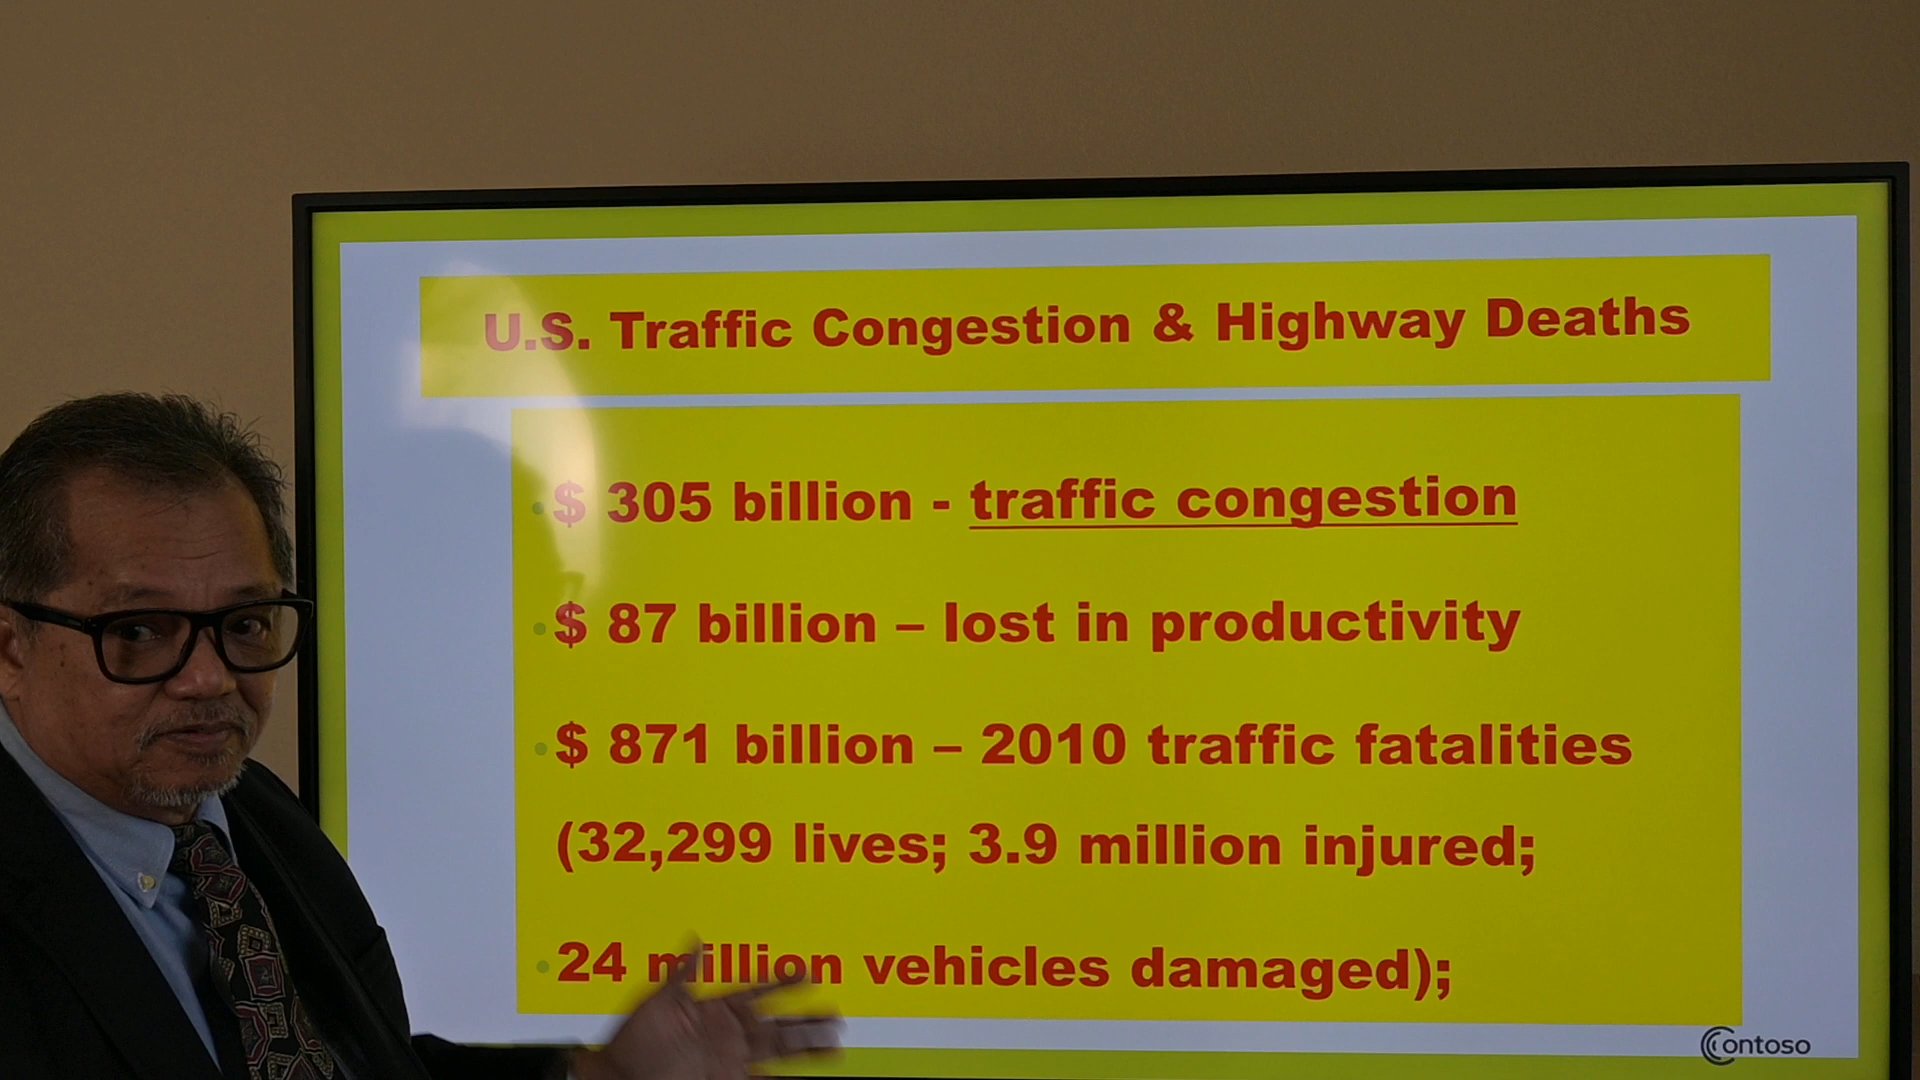 U.S. Traffic Congestion & Highway Deaths
• $ 305 billion - traffic congestion
• $ 87 billion – lost in productivity
• $ 871 billion – 2010 traffic fatalities
(32,299 lives; 3.9 million injured;
• 24 million vehicles damaged);
Contoso